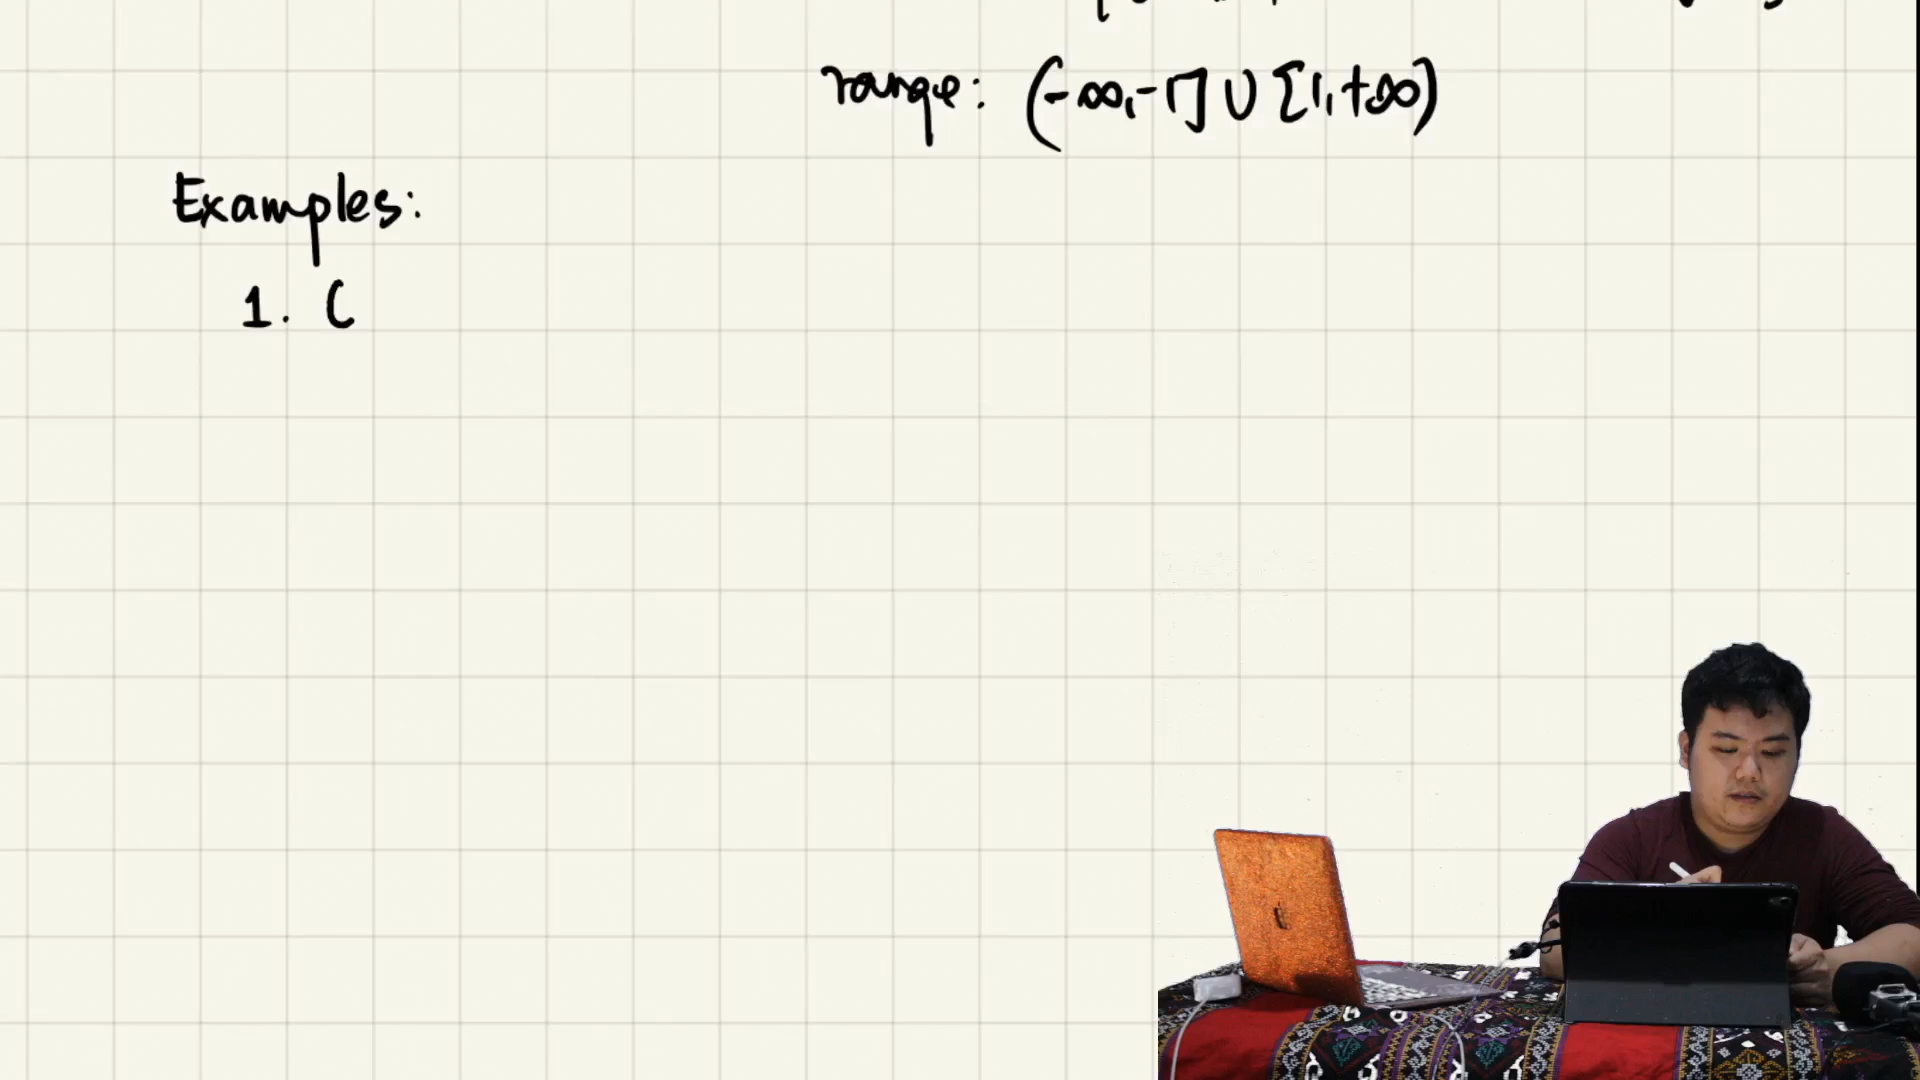 range: (-∞,-1] ∪ [1,+∞)
Examples:
1. C